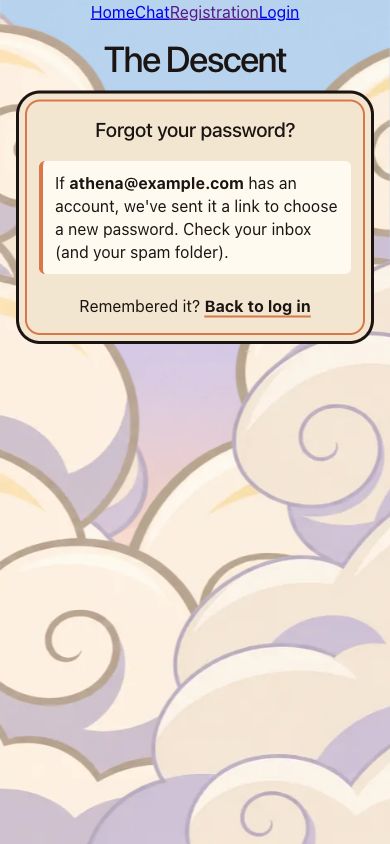 HomeChatRegistrationLogin
The Descent
Forgot your password?
If athena@example.com has an
account, we've sent it a link to choose
a new password. Check your inbox
(and your spam folder).
Remembered it? Back to log in